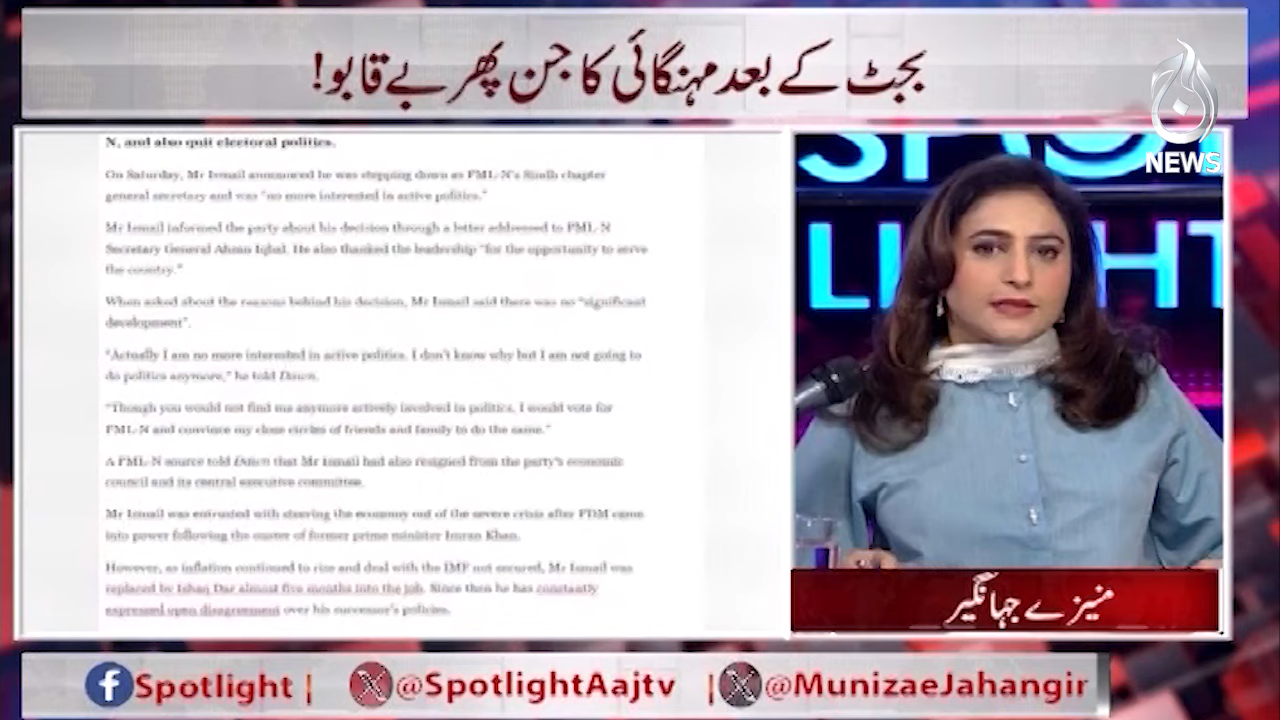 بجٹ کے بعد مہنگائی کا جن پھر بے قابو!
NEWS
N, and also quit electoral politics.
On Saturday, Mr Ismail announced he was stepping down as PML-N's Sindh chapter
general secretary and was "no more interested in active politics."
Mr Ismail informed the party about his decision through a letter addressed to PML-N
Secretary General Ahsan Iqbal. He also thanked the leadership "for the opportunity to serve
the country."
When asked about the reasons behind his decision, Mr Ismail said there was no "significant
development".
"Actually I am no more interested in active politics. I don't know why but I am not going to
do politics anymore," he told Dawn.
"Though you would not find me anymore actively involved in politics, I would vote for
PML-N and convince my close circles of friends and family to do the same."
A PML-N source told Dawn that Mr Ismail had also resigned from the party's economic
council and its central executive committee.
Mr Ismail was entrusted with steering the economy out of the severe crisis after PDM came
into power following the ouster of former prime minister Imran Khan.
However, as inflation continued to rise and deal with the IMF not secured, Mr Ismail was
replaced by Ishaq Dar almost five months into the job. Since then he has constantly
expressed open disagreement over his successor's policies.
SPOT
LIGHT
منیزے جہانگیر
Spotlight | @SpotlightAajtv | @MunizaeJahangir